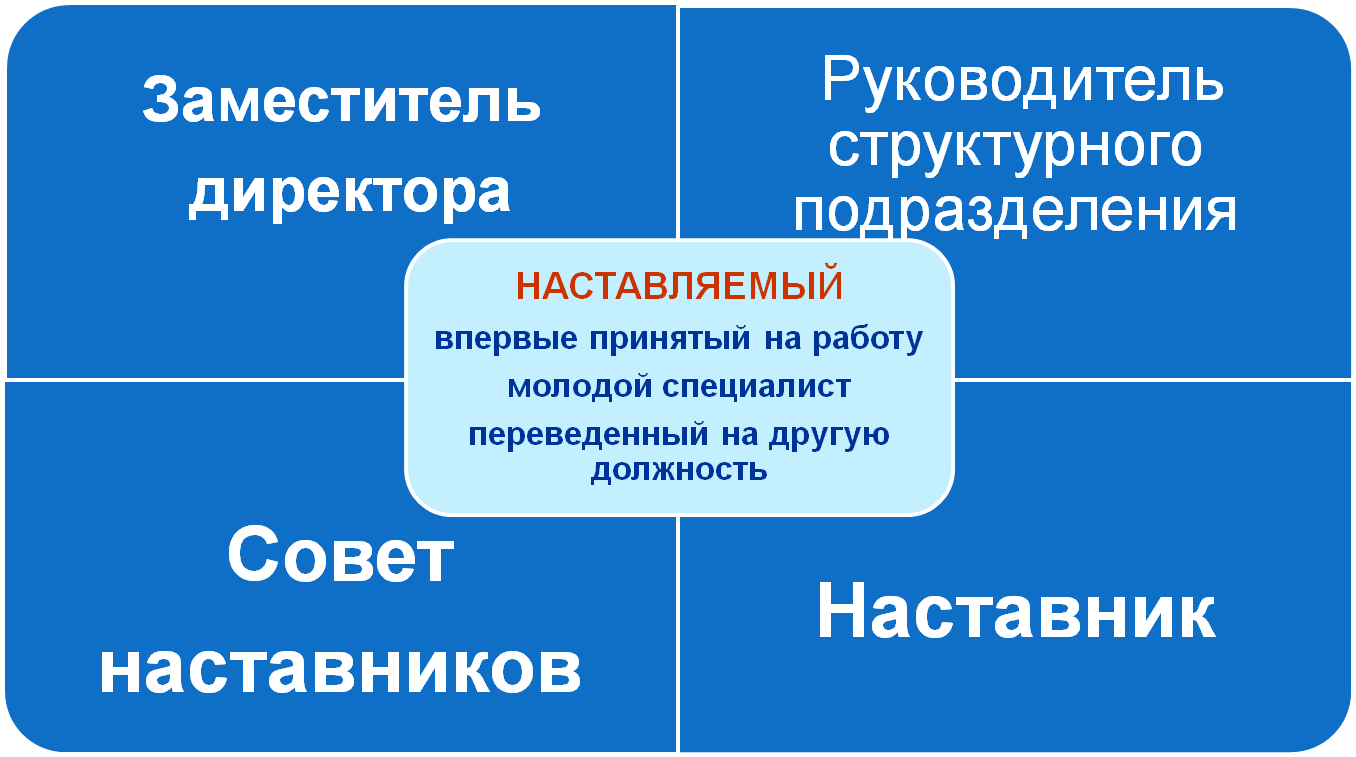 Заместитель
директора
Руководитель
структурного
подразделения
НАСТАВЛЯЕМЫЙ
впервые принятый на работу
молодой специалист
переведенный на другую
должность
Совет
наставников
Наставник